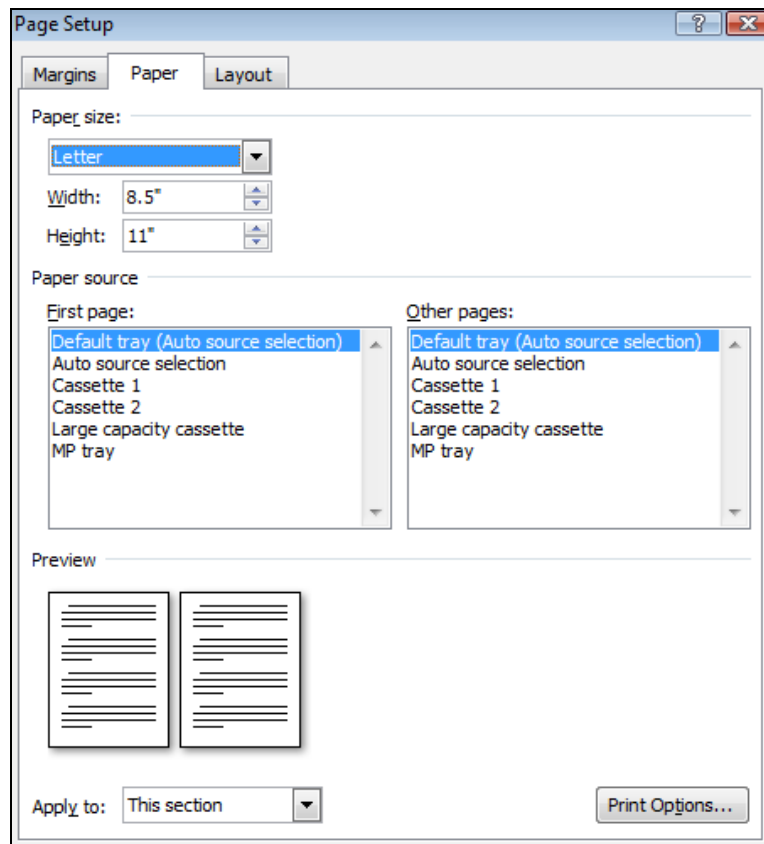 Page Setup
Margins Paper Layout
Paper size:
Letter
Width: 8.5"
Height: 11"
Paper source
First page: Other pages:
Default tray (Auto source selection) Default tray (Auto source selection)
Auto source selection Auto source selection
Cassette 1 Cassette 1
Cassette 2 Cassette 2
Large capacity cassette Large capacity cassette
MP tray MP tray
Preview
Apply to: This section Print Options...